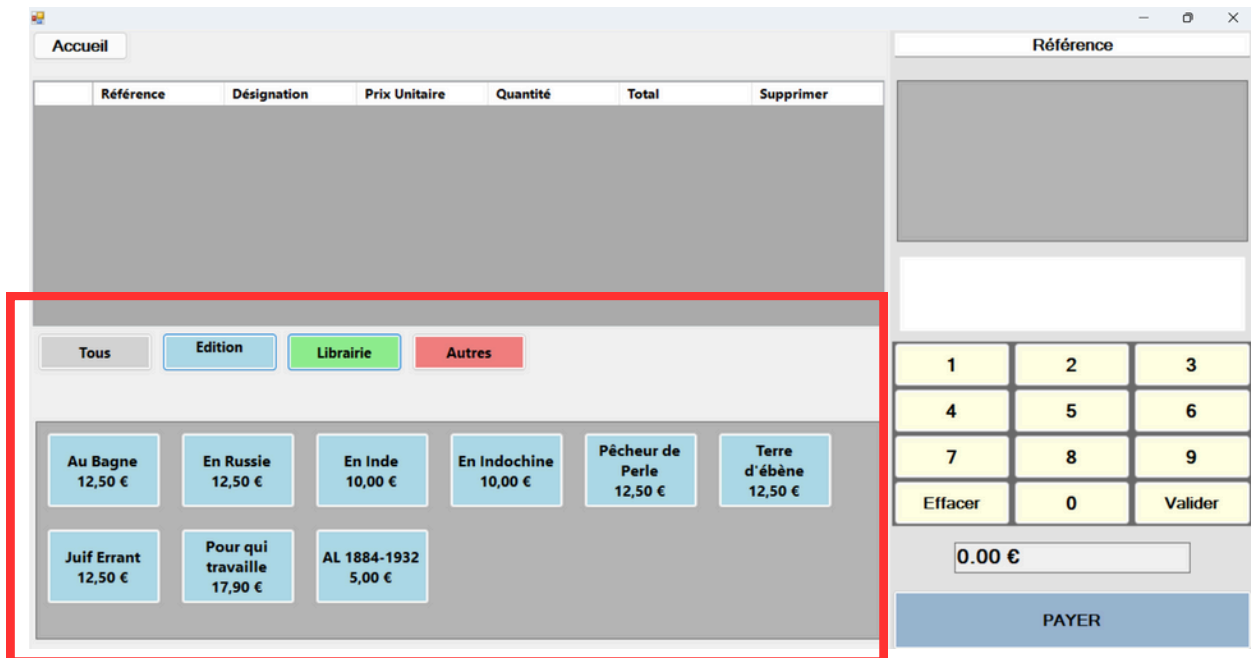 Accueil
Référence
Référence Désignation Prix Unitaire Quantité Total Supprimer
Tous Edition Librairie Autres
Au Bagne
12,50 €
En Russie
12,50 €
En Inde
10,00 €
En Indochine
10,00 €
Pêcheur de
Perle
12,50 €
Terre
d'ébène
12,50 €
Juif Errant
12,50 €
Pour qui
travaille
17,90 €
AL 1884-1932
5,00 €
1 2 3
4 5 6
7 8 9
Effacer 0 Valider
0.00 €
PAYER